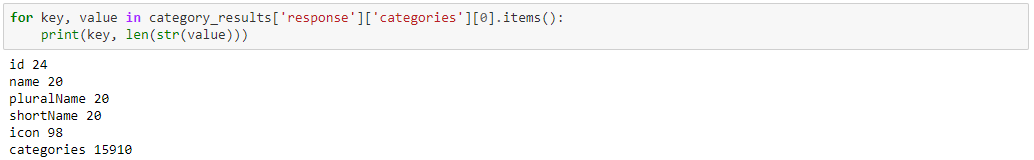 for key, value in category_results['response']['categories'][0].items():
    print(key, len(str(value)))
id 24
name 20
pluralName 20
shortName 20
icon 98
categories 15910